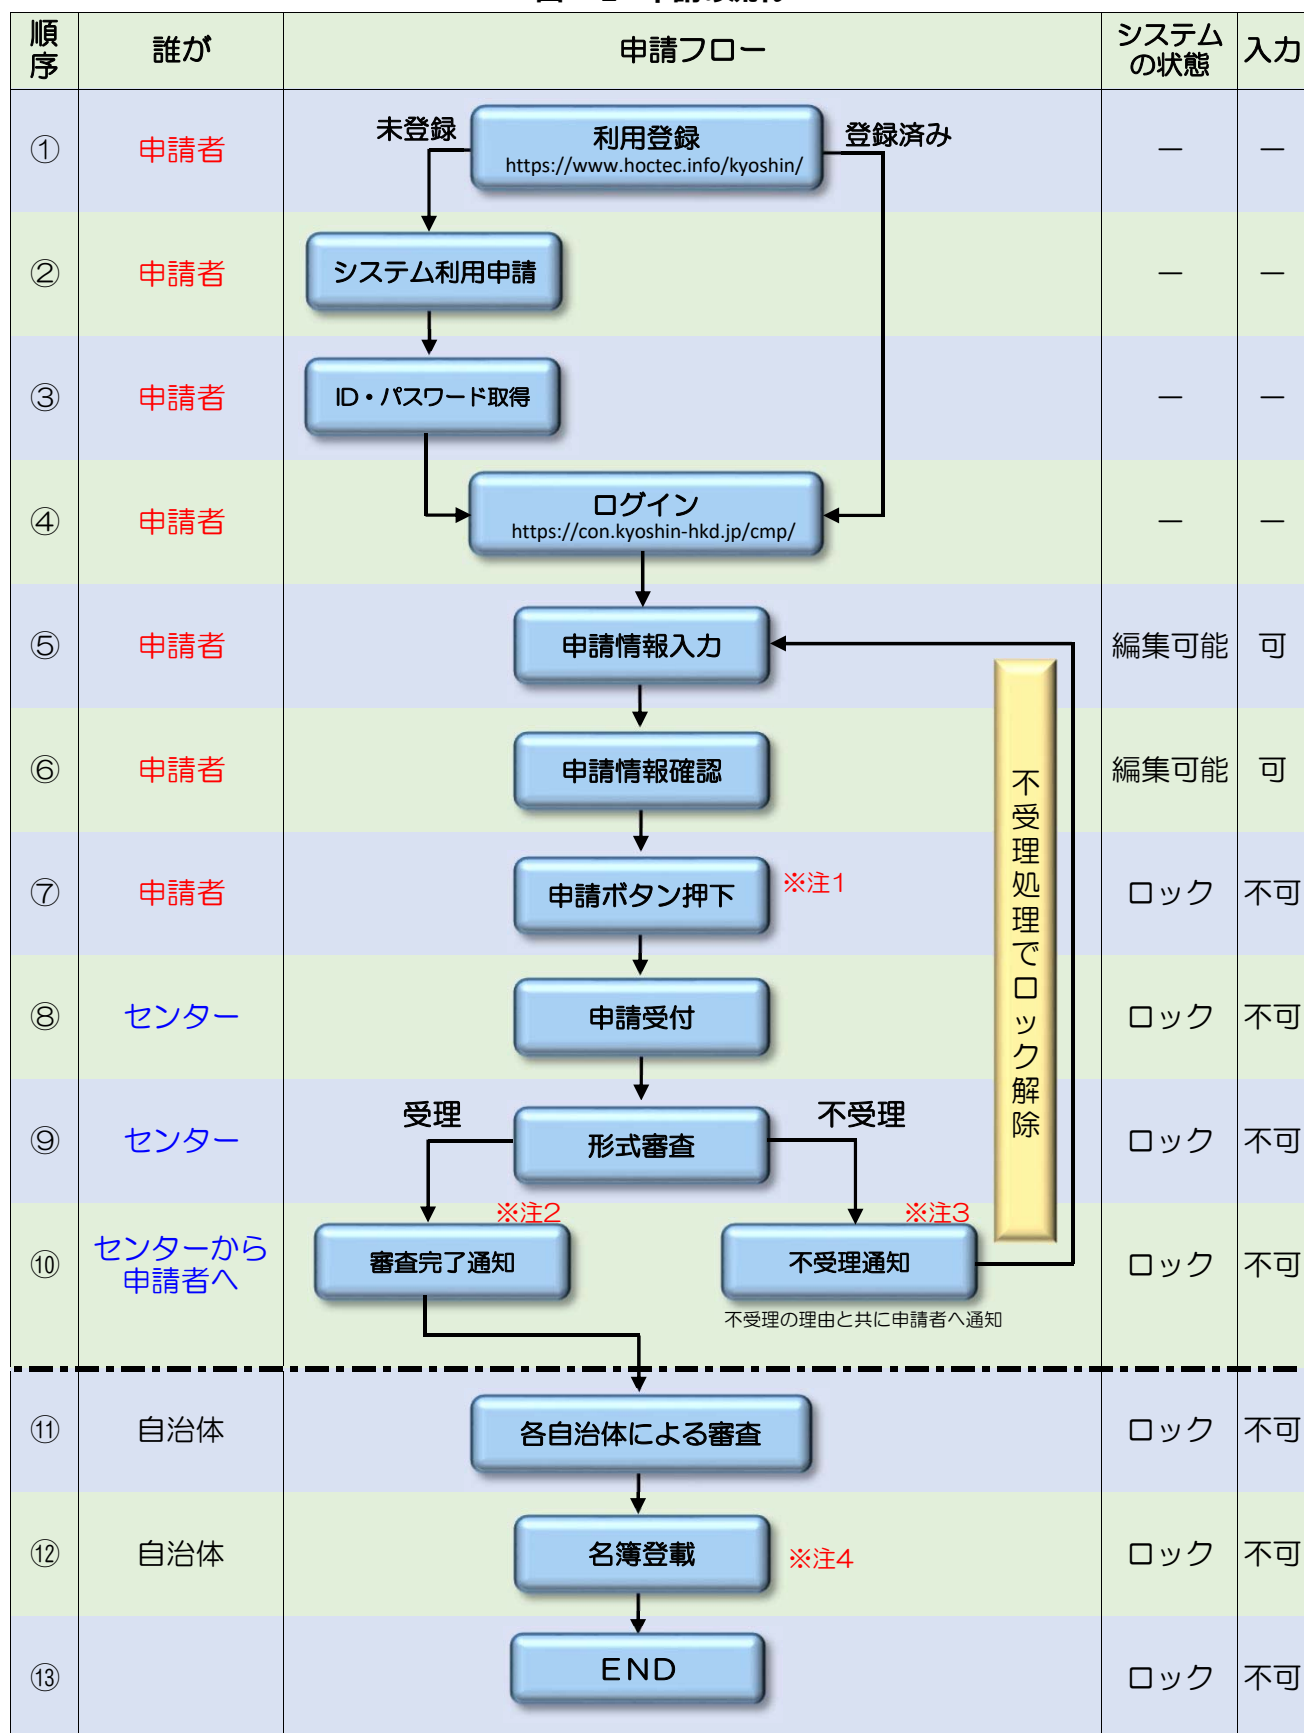 順序 誰が 申請フロー システムの状態 入力
① 申請者 未登録 利用登録 登録済み － －
https://www.hoctec.info/kyoshin/
② 申請者 システム利用申請 － －
③ 申請者 ID・パスワード取得 － －
④ 申請者 ログイン － －
https://con.kyoshin-hkd.jp/cmp/
⑤ 申請者 申請情報入力 編集可能 可
⑥ 申請者 申請情報確認 編集可能 可
不受理処理でロック解除
⑦ 申請者 申請ボタン押下 ※注1 ロック 不可
⑧ センター 申請受付 ロック 不可
⑨ センター 受理 形式審査 不受理 ロック 不可
※注2 ※注3
⑩ センターから申請者へ 審査完了通知 不受理通知 ロック 不可
不受理の理由と共に申請者へ通知
⑪ 自治体 各自治体による審査 ロック 不可
⑫ 自治体 名簿登載 ※注4 ロック 不可
⑬ END ロック 不可